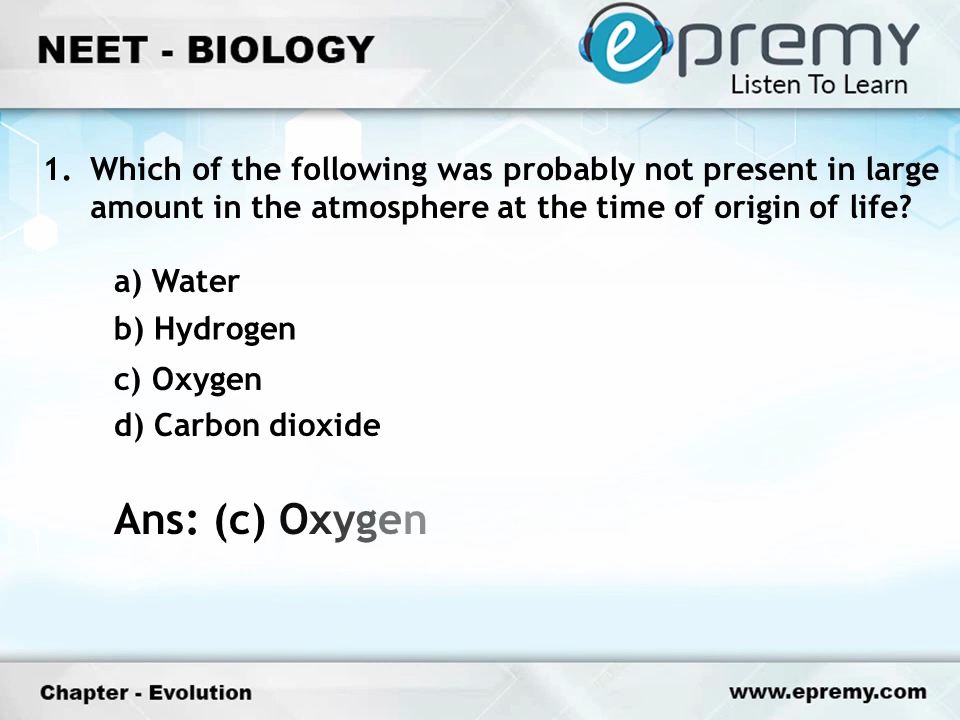 NEET - BIOLOGY
epremy
Listen To Learn
1. Which of the following was probably not present in large
amount in the atmosphere at the time of origin of life?
a) Water
b) Hydrogen
c) Oxygen
d) Carbon dioxide
Ans: (c) Oxygen
Chapter - Evolution
www.epremy.com